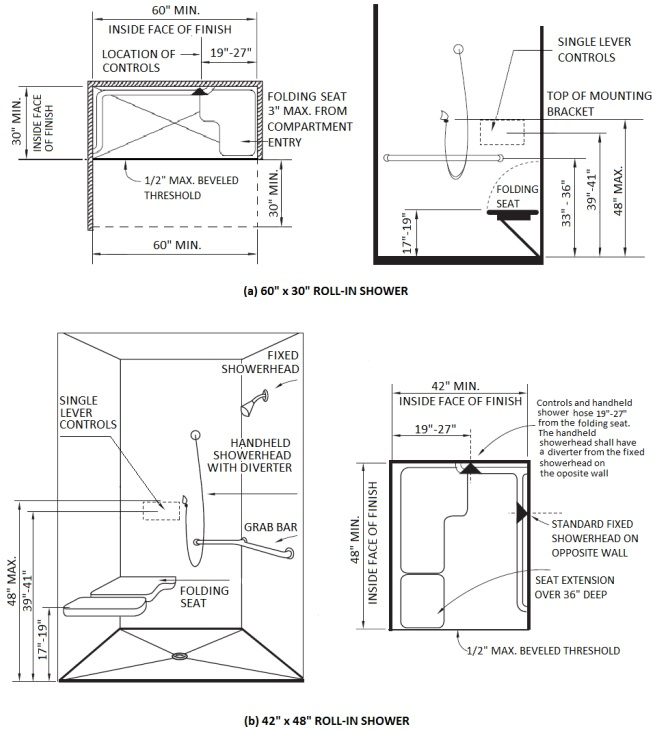 60" MIN.
INSIDE FACE OF FINISH
LOCATION OF
CONTROLS
19"-27"
30" MIN.
INSIDE FACE
OF FINISH
FOLDING SEAT
3" MAX. FROM
COMPARTMENT
ENTRY
1/2" MAX. BEVELED
THRESHOLD
30" MIN.
60" MIN.
SINGLE LEVER
CONTROLS
TOP OF MOUNTING
BRACKET
FOLDING
SEAT
17"-19"
33" - 36"
39"-41"
48" MAX.
(a) 60" x 30" ROLL-IN SHOWER
FIXED
SHOWERHEAD
SINGLE
LEVER
CONTROLS
HANDHELD
SHOWERHEAD
WITH DIVERTER
GRAB BAR
FOLDING
SEAT
48" MAX.
39"-41"
17"-19"
42" MIN.
INSIDE FACE OF FINISH
19"-27"
Controls and handheld
shower hose 19"-27"
from the folding seat.
The handheld
showerhead shall have
a diverter from the fixed
showerhead on
the oposite wall
48" MIN.
INSIDE FACE OF FINISH
STANDARD FIXED
SHOWERHEAD ON
OPPOSITE WALL
SEAT EXTENSION
OVER 36" DEEP
1/2" MAX. BEVELED THRESHOLD
(b) 42" x 48" ROLL-IN SHOWER